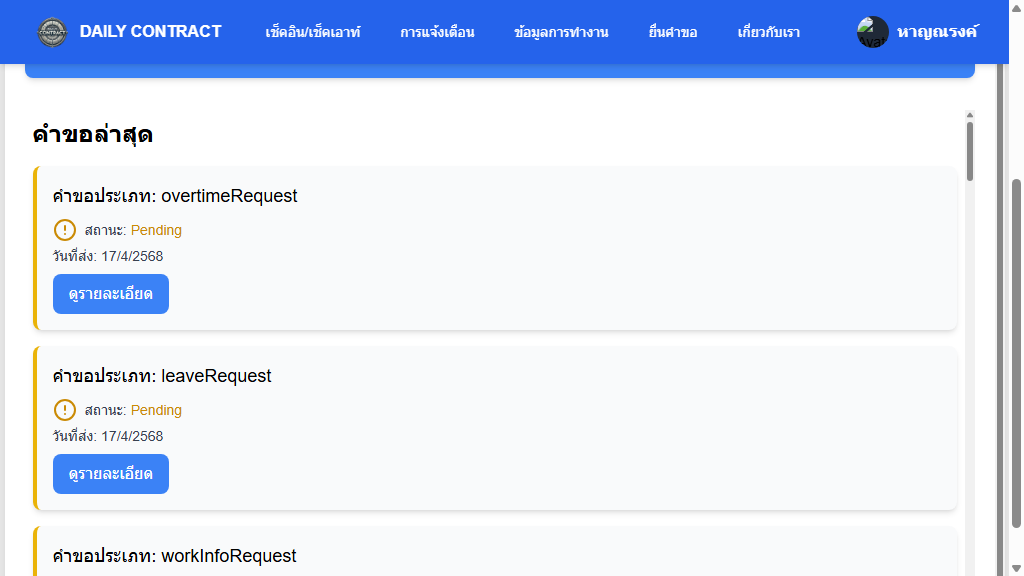 DAILY CONTRACT
เช็คอิน/เช็คเอาท์
การแจ้งเตือน
ข้อมูลการทำงาน
ยื่นคำขอ
เกี่ยวกับเรา
หาญณรงค์
คำขอล่าสุด
คำขอประเภท: overtimeRequest
สถานะ: Pending
วันที่ส่ง: 17/4/2568
ดูรายละเอียด
คำขอประเภท: leaveRequest
สถานะ: Pending
วันที่ส่ง: 17/4/2568
ดูรายละเอียด
คำขอประเภท: workInfoRequest